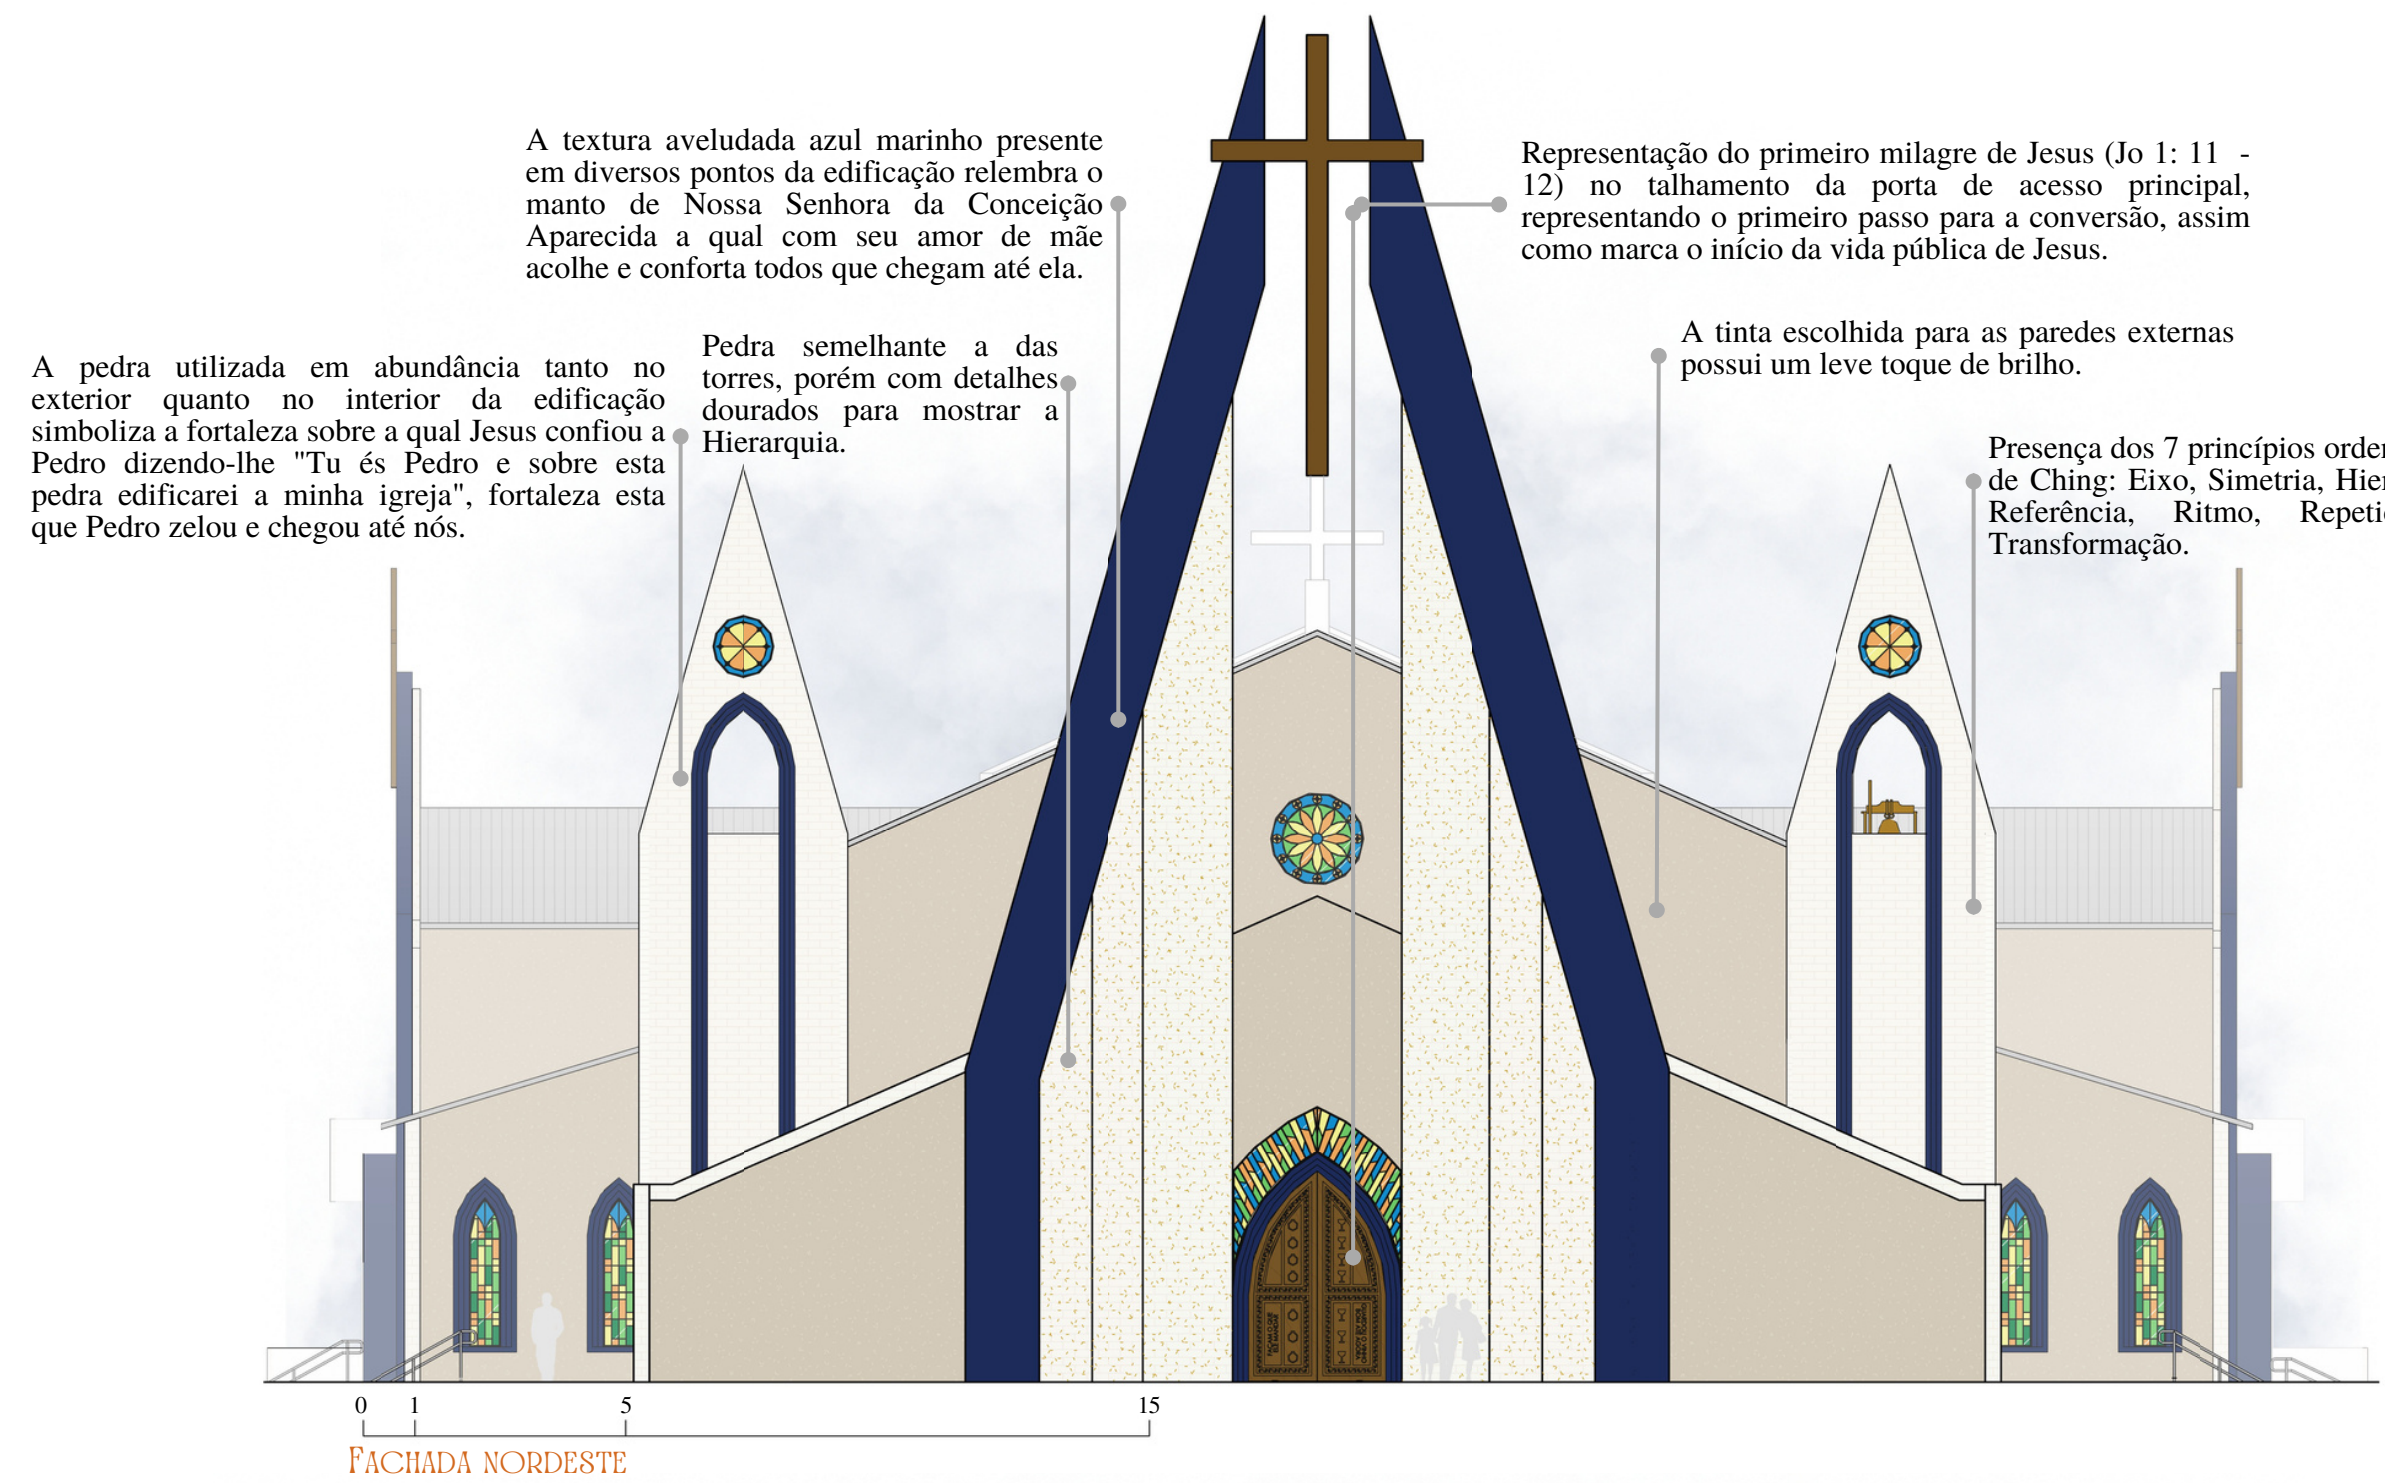 A textura aveludada azul marinho presente
em diversos pontos da edificação relembra o
manto de Nossa Senhora da Conceição
Aparecida a qual com seu amor de mãe
acolhe e conforta todos que chegam até ela.
Representação do primeiro milagre de Jesus (Jo 1: 11 -
12) no talhamento da porta de acesso principal,
representando o primeiro passo para a conversão, assim
como marca o início da vida pública de Jesus.
A pedra utilizada em abundância tanto no
exterior quanto no interior da edificação
simboliza a fortaleza sobre a qual Jesus confiou a
Pedro dizendo-lhe "Tu és Pedro e sobre esta
pedra edificarei a minha igreja", fortaleza esta
que Pedro zelou e chegou até nós.
Pedra semelhante a das
torres, porém com detalhes
dourados para mostrar a
Hierarquia.
A tinta escolhida para as paredes externas
possui um leve toque de brilho.
Presença dos 7 princípios
de Ching: Eixo, Simetria,
Referência, Ritmo,
Transformação.
FAÇAM O QUE
ELE MANDAR
0 1 5 15
FACHADA NORDESTE